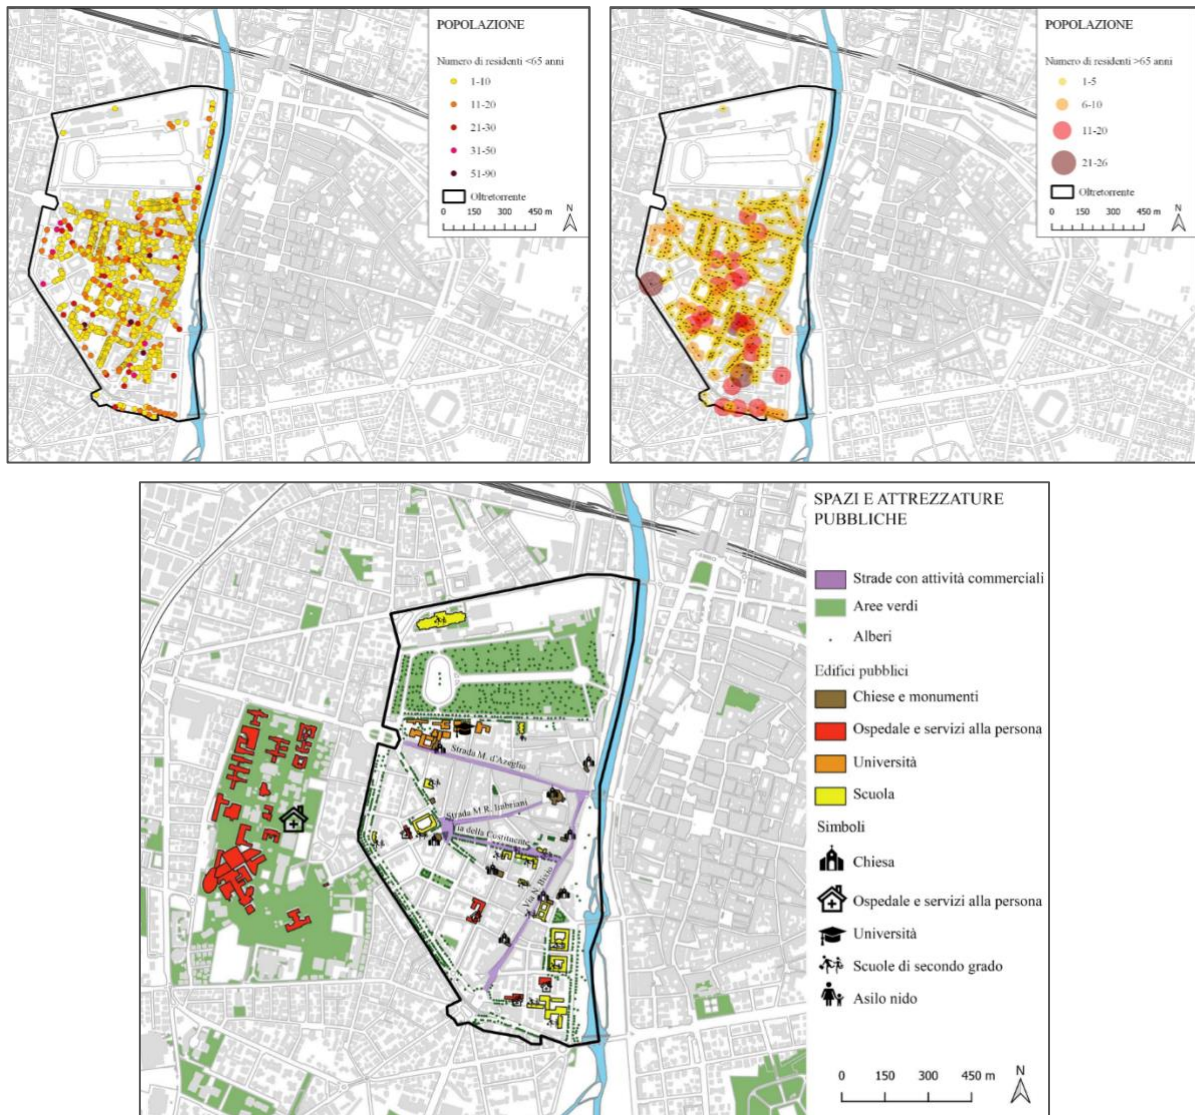 POPOLAZIONE
Numero di residenti <65 anni
1-10
11-20
21-30
31-50
51-90
Oltretorrente
0 150 300 450 m
N
POPOLAZIONE
Numero di residenti >65 anni
1-5
6-10
11-20
21-26
Oltretorrente
0 150 300 450 m
N
SPAZI E ATTREZZATURE
PUBBLICHE
Strade con attività commerciali
Aree verdi
Alberi
Edifici pubblici
Chiese e monumenti
Ospedale e servizi alla persona
Università
Scuola
Simboli
Chiesa
Ospedale e servizi alla persona
Università
Scuole di secondo grado
Asilo nido
0 150 300 450 m
N
Strada M. d'Azeglio
Strada M R. Imbriani
Via della Costituente
Via N. Bixio